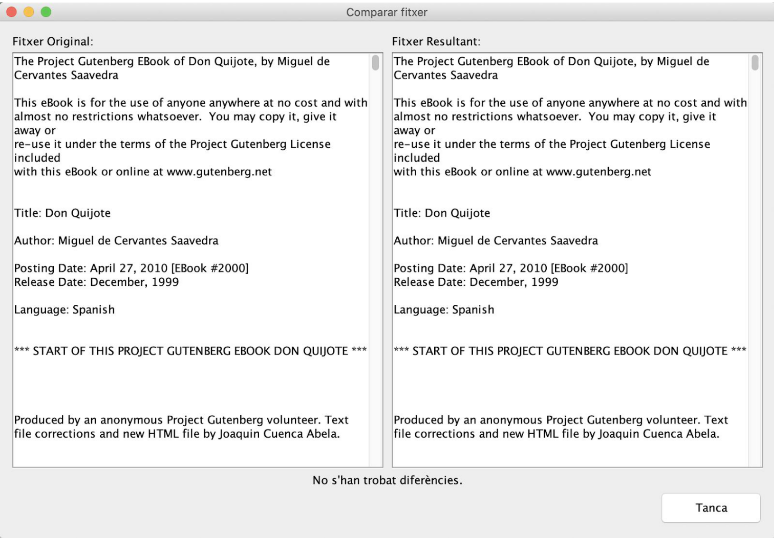 Comparar fitxer
Fitxer Original:
The Project Gutenberg EBook of Don Quijote, by Miguel de
Cervantes Saavedra
This eBook is for the use of anyone anywhere at no cost and with
almost no restrictions whatsoever.  You may copy it, give it
away or
re-use it under the terms of the Project Gutenberg License
included
with this eBook or online at www.gutenberg.net
Title: Don Quijote
Author: Miguel de Cervantes Saavedra
Posting Date: April 27, 2010 [EBook #2000]
Release Date: December, 1999
Language: Spanish
*** START OF THIS PROJECT GUTENBERG EBOOK DON QUIJOTE ***
Produced by an anonymous Project Gutenberg volunteer. Text
file corrections and new HTML file by Joaquin Cuenca Abela.
Fitxer Resultant:
The Project Gutenberg EBook of Don Quijote, by Miguel de
Cervantes Saavedra
This eBook is for the use of anyone anywhere at no cost and with
almost no restrictions whatsoever.  You may copy it, give it
away or
re-use it under the terms of the Project Gutenberg License
included
with this eBook or online at www.gutenberg.net
Title: Don Quijote
Author: Miguel de Cervantes Saavedra
Posting Date: April 27, 2010 [EBook #2000]
Release Date: December, 1999
Language: Spanish
*** START OF THIS PROJECT GUTENBERG EBOOK DON QUIJOTE ***
Produced by an anonymous Project Gutenberg volunteer. Text
file corrections and new HTML file by Joaquin Cuenca Abela.
No s'han trobat diferències.
Tanca